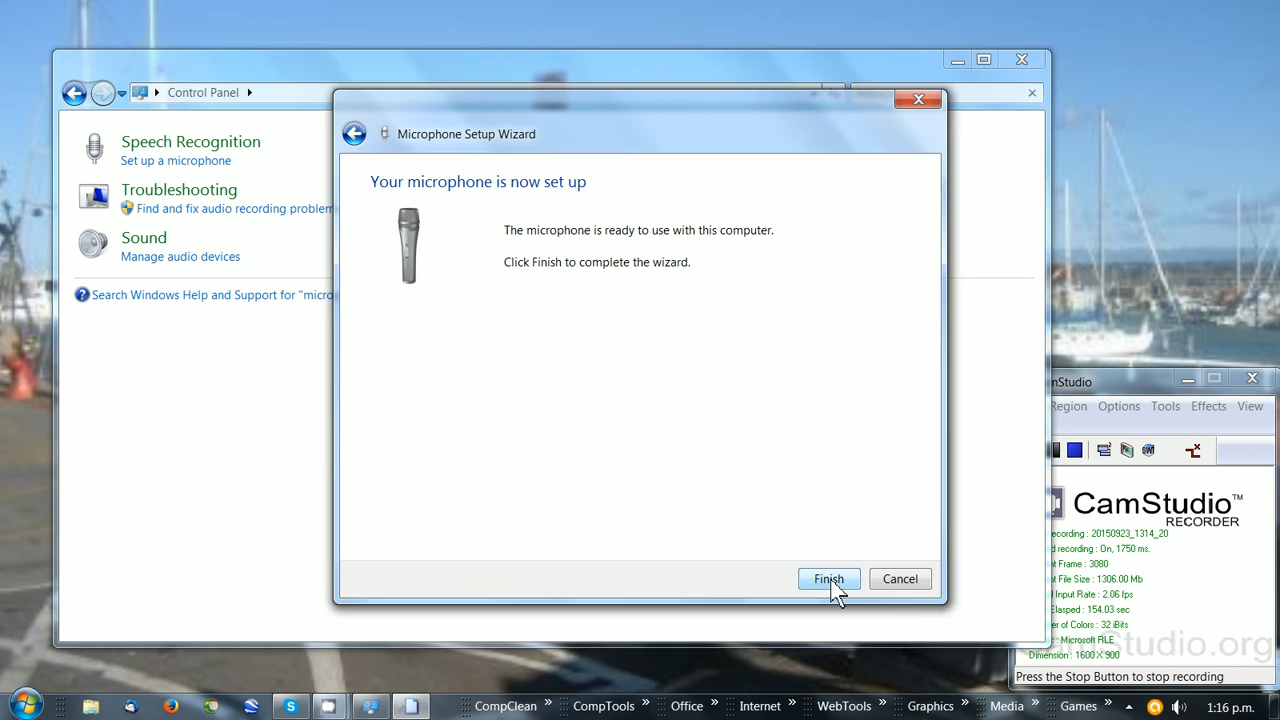 Control Panel
Microphone Setup Wizard
Speech Recognition
Set up a microphone
Troubleshooting
Find and fix audio recording problem
Sound
Manage audio devices
Search Windows Help and Support for "micro
Your microphone is now set up
The microphone is ready to use with this computer.
Click Finish to complete the wizard.
Finish
Cancel
mStudio
Region Options Tools Effects View
CamStudio™
RECORDER
ecording : 20150923_1314_20
d recording : On, 1750 ms.
t Frame : 3080
t File Size : 1306.00 Mb
l Input Rate : 2.06 fps
Elasped : 154.03 sec
er of Colors : 32 iBits
: Microsoft RLE
Dimension : 1600 X 900
CamStudio.org
Press the Stop Button to stop recording
CompClean » CompTools » Office » Internet » WebTools » Graphics » Media » Games » 1:16 p.m.